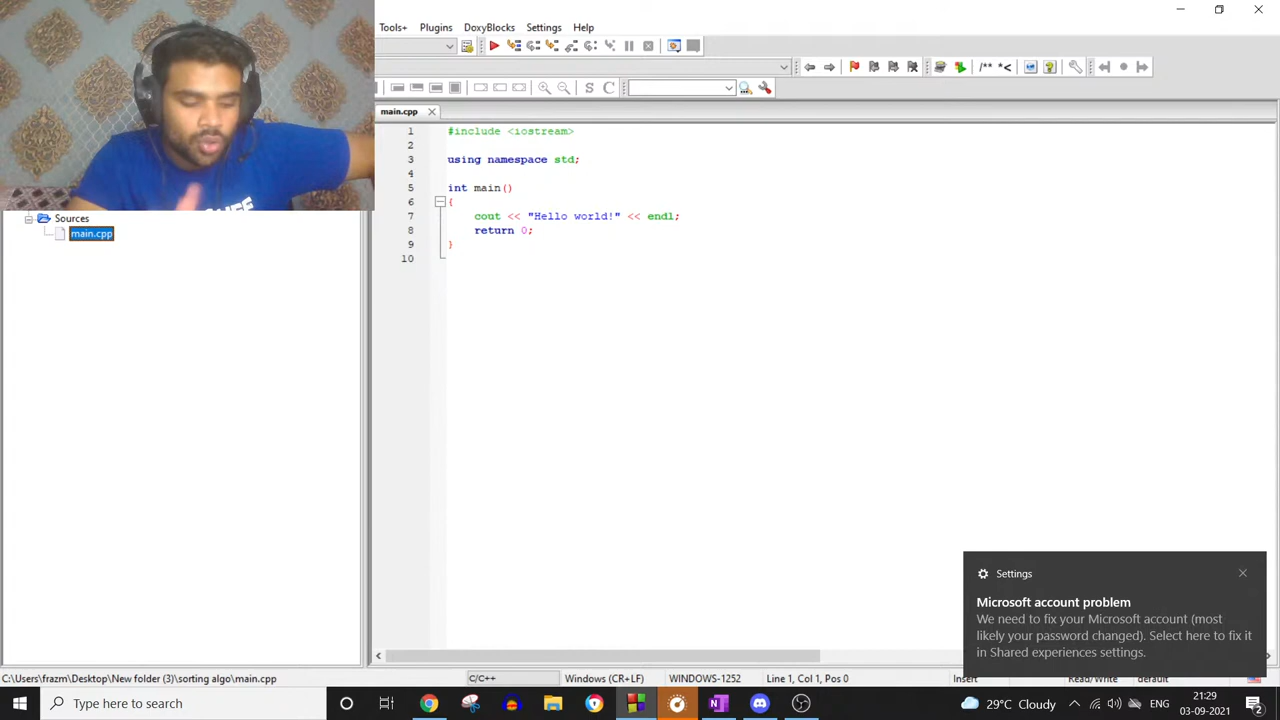 Tools+ Plugins DoxyBlocks Settings Help
/** *<
S C
main.cpp
1 #include <iostream>
2
3 using namespace std;
4
5 int main()
6 {
7 cout << "Hello world!" << endl;
8 return 0;
9 }
10
Sources
main.cpp
Settings
Microsoft account problem
We need to fix your Microsoft account (most
likely your password changed). Select here to fix it
in Shared experiences settings.
C:\Users\frazm\Desktop\New folder (3)\sorting algo\main.cpp C/C++ Windows (CR+LF) WINDOWS-1252 Line 1, Col 1, Pos 0 Insert Read/Write default
Type here to search 29°C Cloudy ENG 21:29
03-09-2021 2